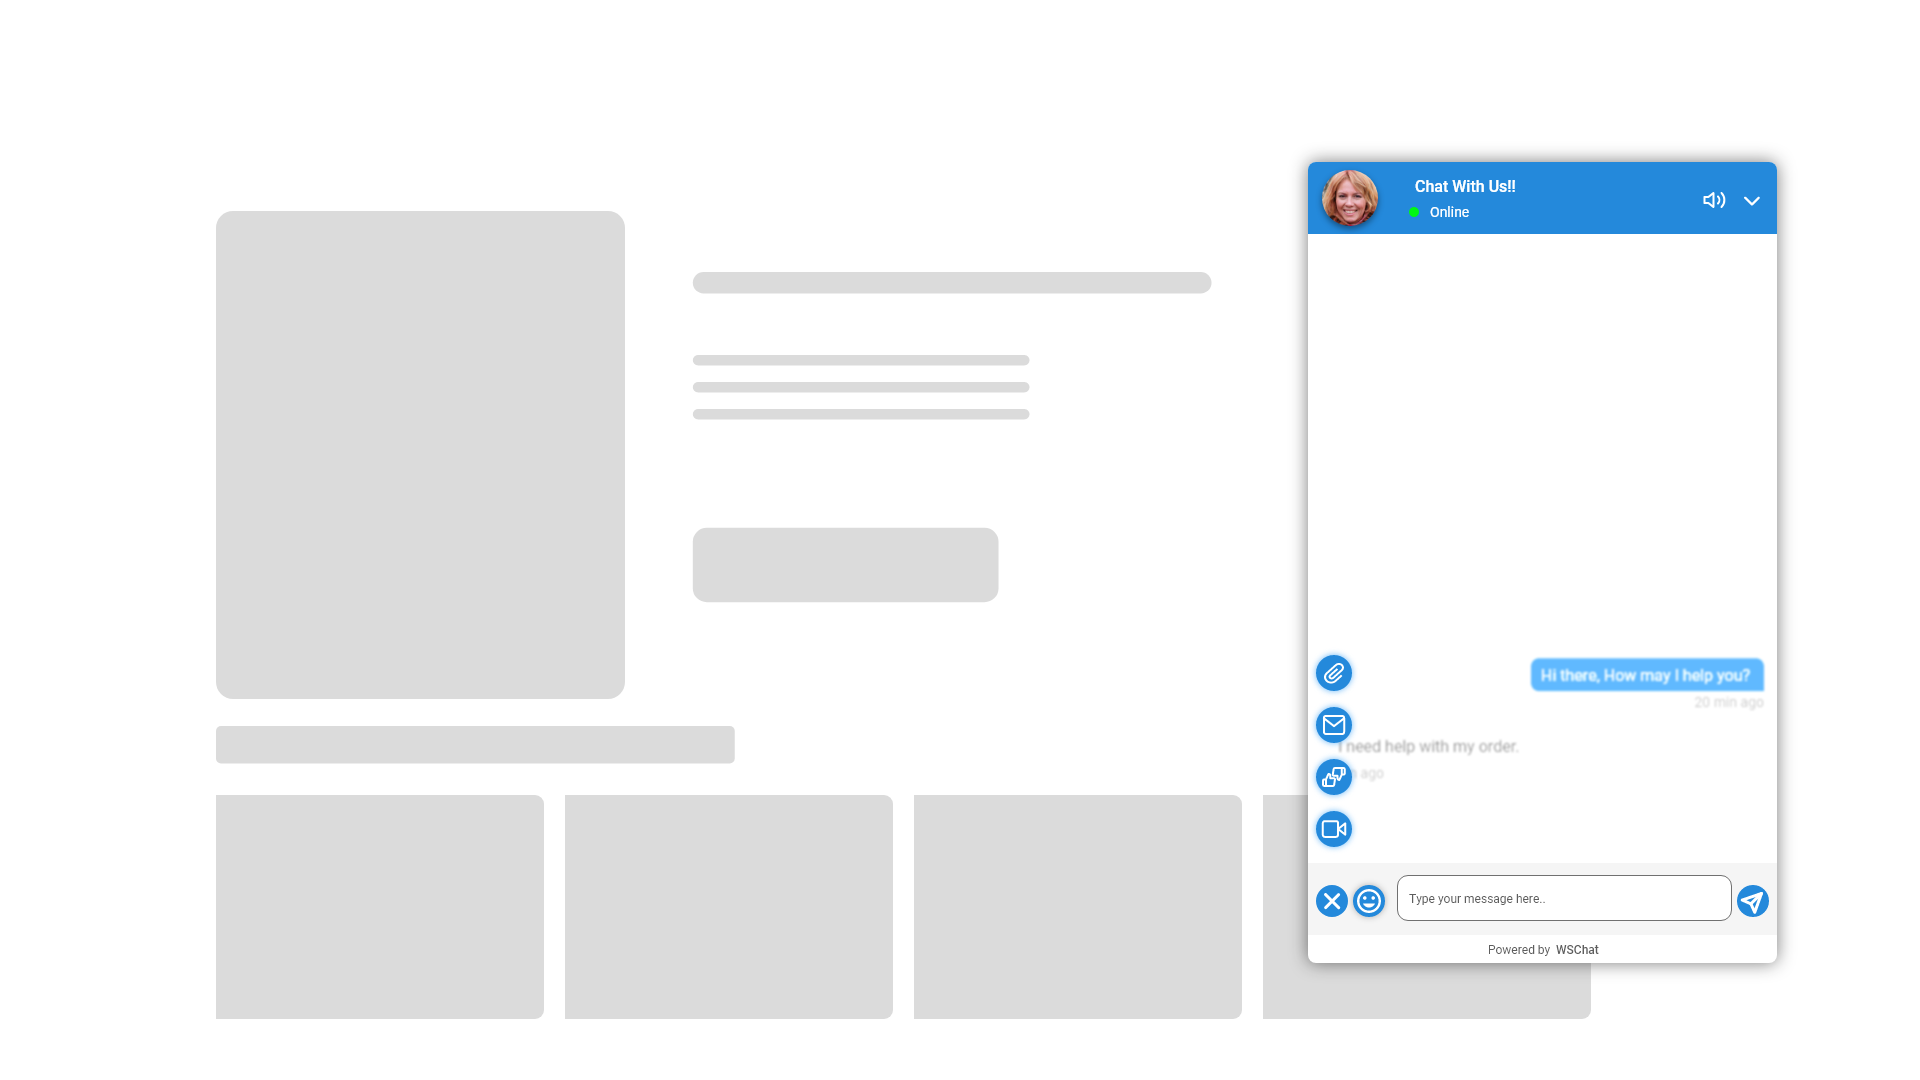 Chat With Us!!
Online
Hi there, How may I help you?
20 min ago
I need help with my order.
ago
Type your message here..
Powered by WSChat